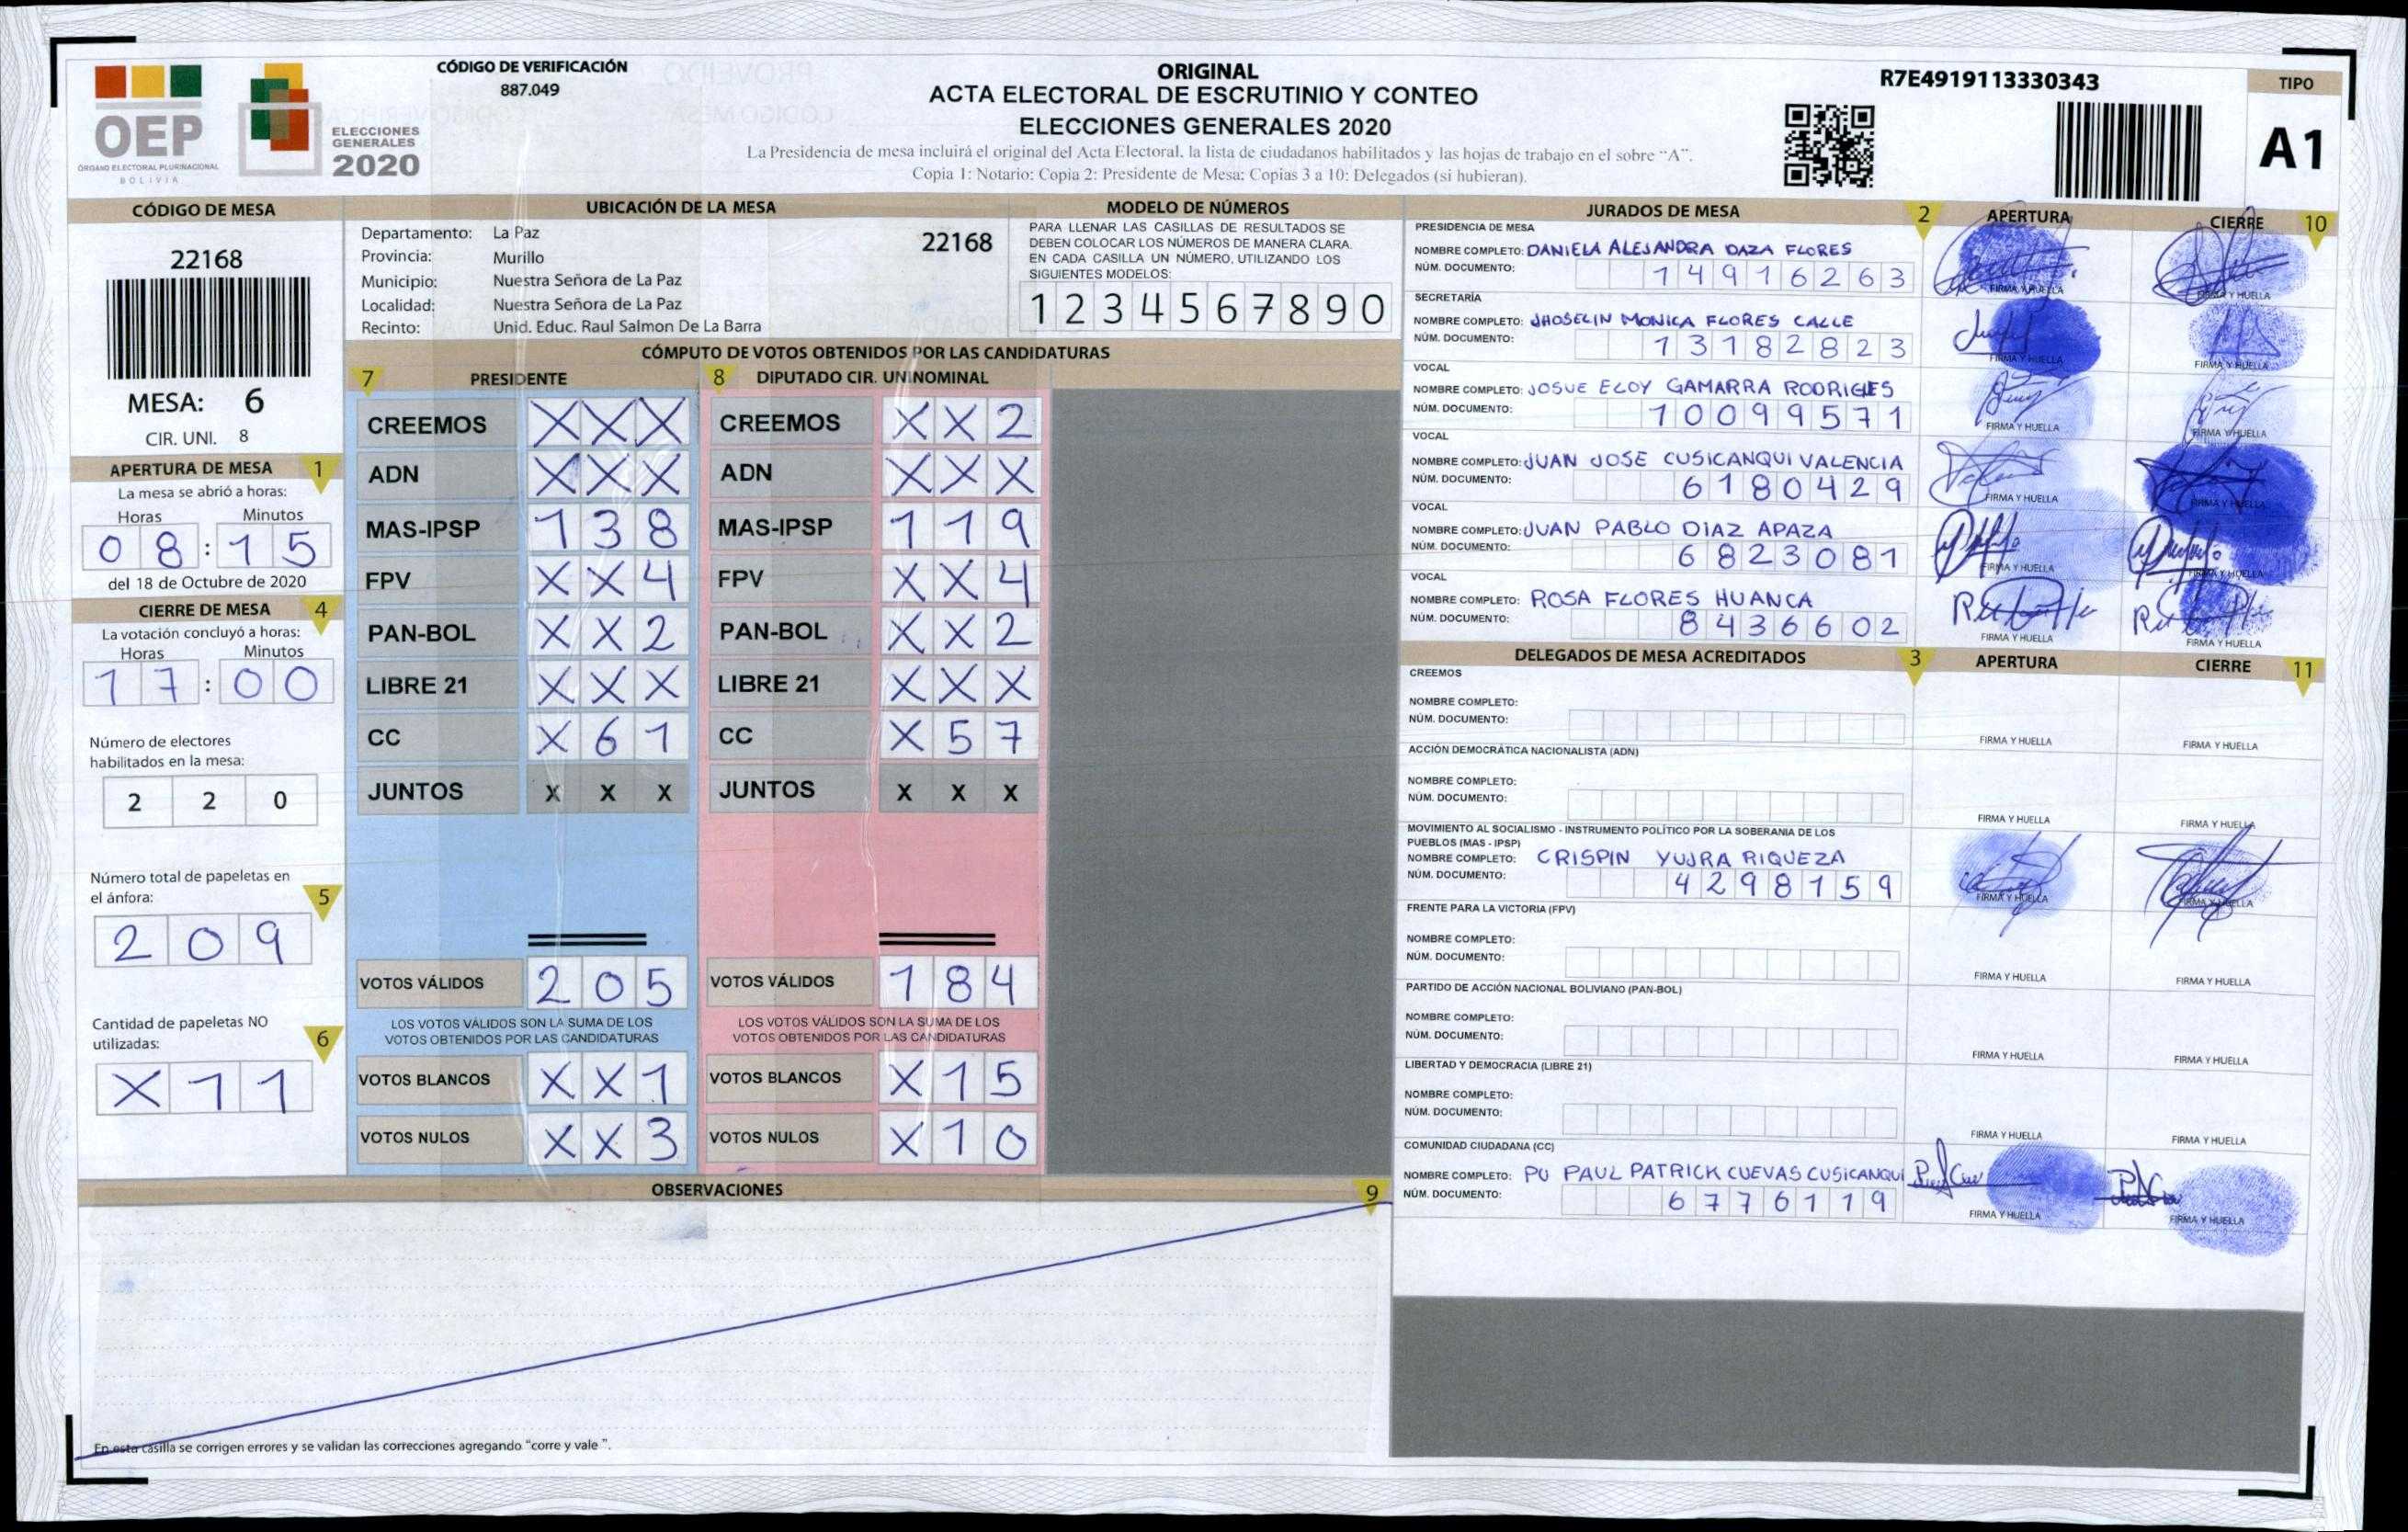 OEP
ÓRGANO ELECTORAL PLURINACIONAL
BOLIVIA
ELECCIONES
GENERALES
2020
CÓDIGO DE VERIFICACIÓN
887.049
ORIGINAL
ACTA ELECTORAL DE ESCRUTINIO Y CONTEO
ELECCIONES GENERALES 2020
La Presidencia de mesa incluirá el original del Acta Electoral, la lista de ciudadanos habilitados y las hojas de trabajo en el sobre "A".
Copia 1: Notario; Copia 2: Presidente de Mesa; Copias 3 a 10: Delegados (si hubieran).
R7E4919113330343
TIPO
A1
CÓDIGO DE MESA
22168
MESA: 6
CIR. UNI. 8
APERTURA DE MESA 1
La mesa se abrió a horas:
Horas Minutos
08:15
del 18 de Octubre de 2020
CIERRE DE MESA 4
La votación concluyó a horas:
Horas Minutos
17:00
Número de electores
habilitados en la mesa:
2 2 0
Número total de papeletas en
el ánfora: 5
2 0 9
Cantidad de papeletas NO
utilizadas: 6
X 1 1
UBICACIÓN DE LA MESA
Departamento: La Paz 22168
Provincia: Murillo
Municipio: Nuestra Señora de La Paz
Localidad: Nuestra Señora de La Paz
Recinto: Unid. Educ. Raul Salmon De La Barra
MODELO DE NÚMEROS
PARA LLENAR LAS CASILLAS DE RESULTADOS SE
DEBEN COLOCAR LOS NÚMEROS DE MANERA CLARA.
EN CADA CASILLA UN NÚMERO, UTILIZANDO LOS
SIGUIENTES MODELOS:
1 2 3 4 5 6 7 8 9 0
CÓMPUTO DE VOTOS OBTENIDOS POR LAS CANDIDATURAS
7 PRESIDENTE
CREEMOS X X X
ADN X X X
MAS-IPSP 1 3 8
FPV X X 4
PAN-BOL X X 2
LIBRE 21 X X X
CC X 6 1
JUNTOS X X X
VOTOS VÁLIDOS 2 0 5
LOS VOTOS VÁLIDOS SON LA SUMA DE LOS
VOTOS OBTENIDOS POR LAS CANDIDATURAS
VOTOS BLANCOS X X 1
VOTOS NULOS X X 3
8 DIPUTADO CIR. UNINOMINAL
CREEMOS X X 2
ADN X X X
MAS-IPSP 1 1 9
FPV X X 4
PAN-BOL X X 2
LIBRE 21 X X X
CC X 5 7
JUNTOS X X X
VOTOS VÁLIDOS 1 8 4
LOS VOTOS VÁLIDOS SON LA SUMA DE LOS
VOTOS OBTENIDOS POR LAS CANDIDATURAS
VOTOS BLANCOS X 1 5
VOTOS NULOS X 1 0
OBSERVACIONES 9
En esta casilla se corrigen errores y se validan las correcciones agregando "corre y vale ".
JURADOS DE MESA 2 APERTURA CIERRE 10
PRESIDENCIA DE MESA
NOMBRE COMPLETO: DANIELA ALEJANDRA DAZA FLORES
NÚM. DOCUMENTO: 14916263
FIRMA Y HUELLA FIRMA Y HUELLA
SECRETARÍA
NOMBRE COMPLETO: JHOSELIN MONICA FLORES CALLE
NÚM. DOCUMENTO: 13182823
FIRMA Y HUELLA FIRMA Y HUELLA
VOCAL
NOMBRE COMPLETO: JOSUE ELOY GAMARRA RODRIGUES
NÚM. DOCUMENTO: 10099571
FIRMA Y HUELLA FIRMA Y HUELLA
VOCAL
NOMBRE COMPLETO: JUAN JOSE CUSICANQUI VALENCIA
NÚM. DOCUMENTO: 6180429
FIRMA Y HUELLA FIRMA Y HUELLA
VOCAL
NOMBRE COMPLETO: JUAN PABLO DIAZ APAZA
NÚM. DOCUMENTO: 6823081
FIRMA Y HUELLA FIRMA Y HUELLA
VOCAL
NOMBRE COMPLETO: ROSA FLORES HUANCA
NÚM. DOCUMENTO: 8436602
FIRMA Y HUELLA FIRMA Y HUELLA
DELEGADOS DE MESA ACREDITADOS 3 APERTURA CIERRE 11
CREEMOS
NOMBRE COMPLETO:
NÚM. DOCUMENTO:
FIRMA Y HUELLA FIRMA Y HUELLA
ACCIÓN DEMOCRÁTICA NACIONALISTA (ADN)
NOMBRE COMPLETO:
NÚM. DOCUMENTO:
FIRMA Y HUELLA FIRMA Y HUELLA
MOVIMIENTO AL SOCIALISMO - INSTRUMENTO POLÍTICO POR LA SOBERANIA DE LOS
PUEBLOS (MAS - IPSP)
NOMBRE COMPLETO: CRISPIN YUJRA RIQUEZA
NÚM. DOCUMENTO: 4298159
FIRMA Y HUELLA FIRMA Y HUELLA
FRENTE PARA LA VICTORIA (FPV)
NOMBRE COMPLETO:
NÚM. DOCUMENTO:
FIRMA Y HUELLA FIRMA Y HUELLA
PARTIDO DE ACCIÓN NACIONAL BOLIVIANO (PAN-BOL)
NOMBRE COMPLETO:
NÚM. DOCUMENTO:
FIRMA Y HUELLA FIRMA Y HUELLA
LIBERTAD Y DEMOCRACIA (LIBRE 21)
NOMBRE COMPLETO:
NÚM. DOCUMENTO:
FIRMA Y HUELLA FIRMA Y HUELLA
COMUNIDAD CIUDADANA (CC)
NOMBRE COMPLETO: PU PAUL PATRICK CUEVAS CUSICANQUI
NÚM. DOCUMENTO: 6776119
FIRMA Y HUELLA FIRMA Y HUELLA